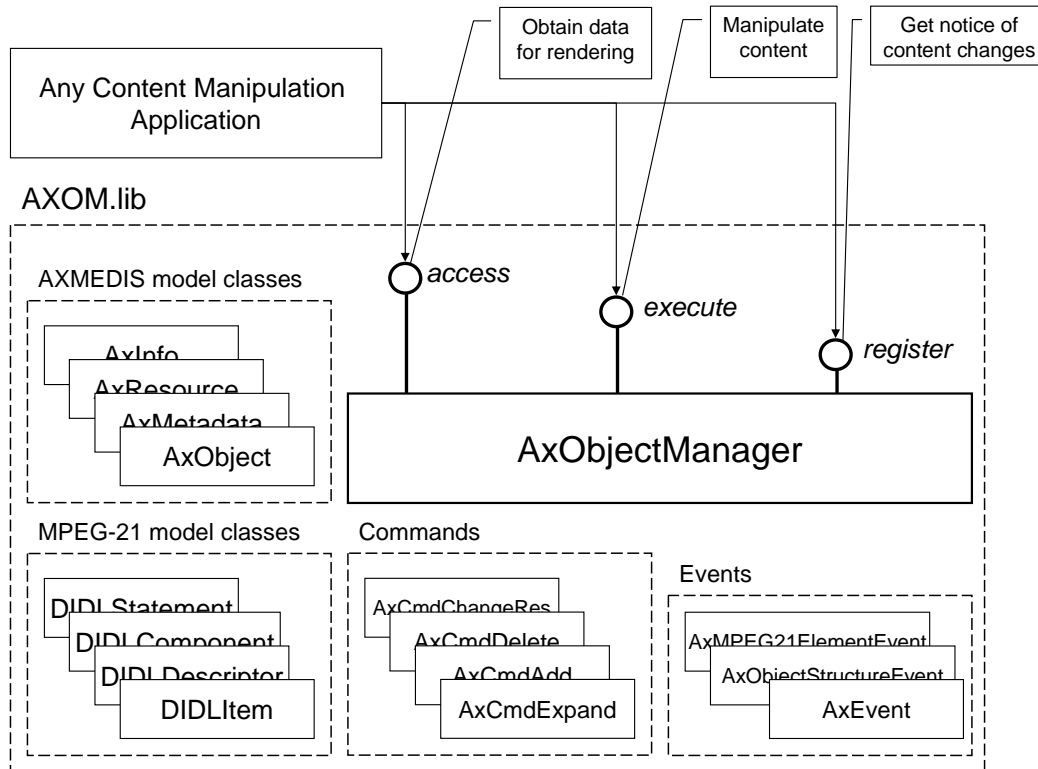 Obtain data
for rendering
Manipulate
content
Get notice of
content changes
Any Content Manipulation
Application
AXOM.lib
AXMEDIS model classes
access
execute
register
AxInfo
AxResource
AxMetadata
AxObject
AxObjectManager
MPEG-21 model classes
Commands
Events
DIDLStatement
DIDLComponent
DIDLDescriptor
DIDLItem
AxCmdChangeRes
AxCmdDelete
AxCmdAdd
AxCmdExpand
AxMPEG21ElementEvent
AxObjectStructureEvent
AxEvent